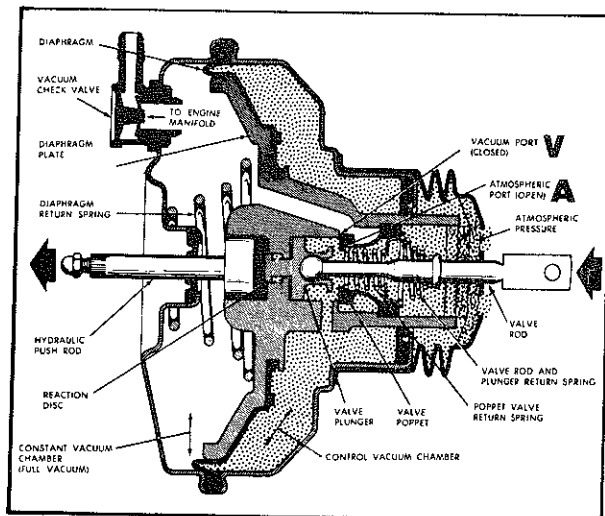 DIAPHRAGM
VACUUM
CHECK VALVE
TO ENGINE
MANIFOLD
DIAPHRAGM
PLATE
DIAPHRAGM
RETURN SPRING
HYDRAULIC
PUSH ROD
REACTION
DISC
CONSTANT VACUUM
CHAMBER
(FULL VACUUM)
VACUUM PORT V
(CLOSED)
ATMOSPHERIC
PORT (OPEN) A
ATMOSPHERIC
PRESSURE
VALVE
ROD
VALVE ROD AND
PLUNGER RETURN SPRING
POPPET VALVE
RETURN SPRING
VALVE
PLUNGER
VALVE
POPPET
CONTROL VACUUM CHAMBER